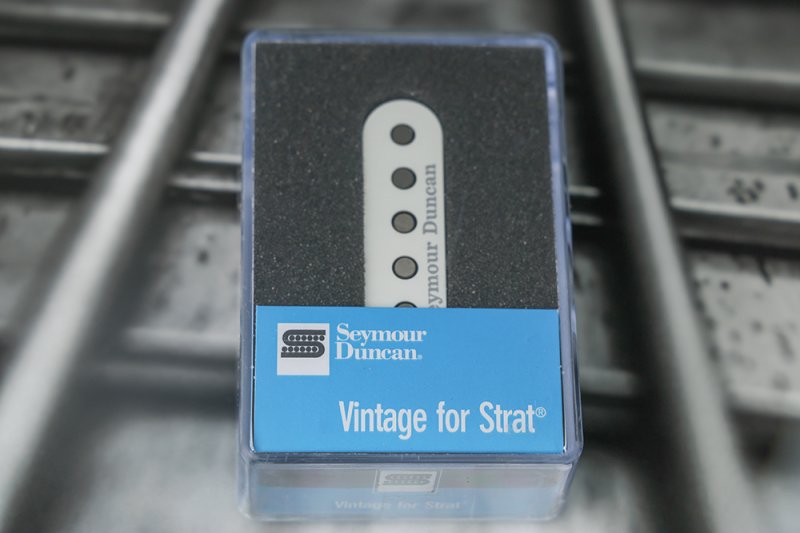 Seymour Duncan
Seymour
Duncan®
Vintage for Strat®
Vintage for Strat®